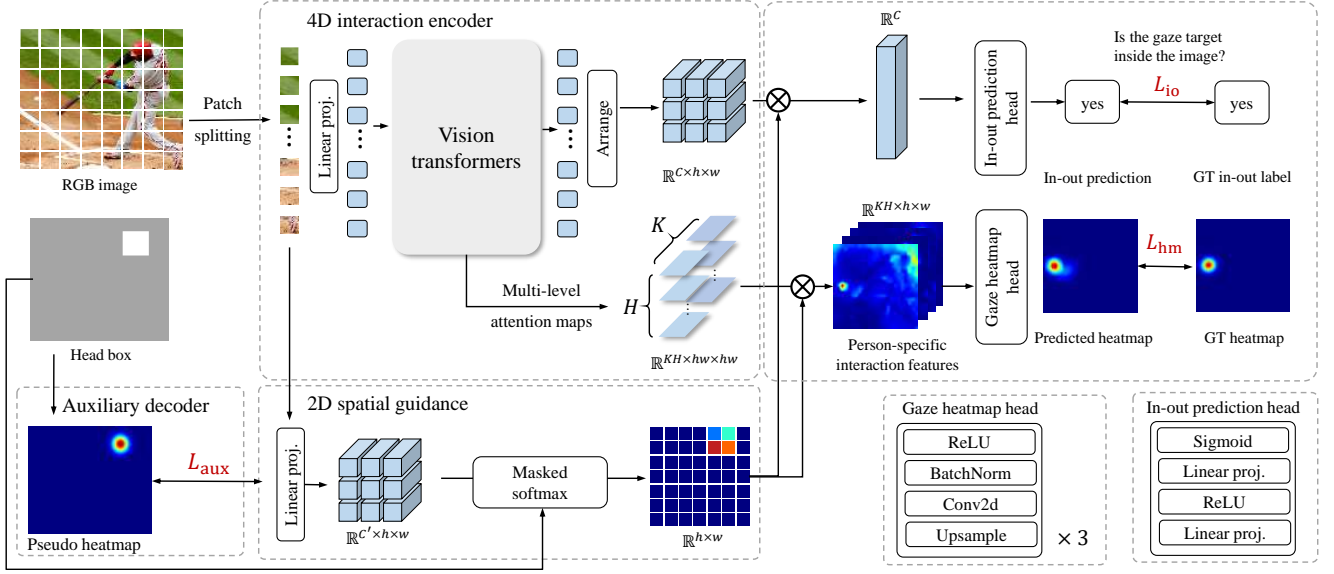 4D interaction encoder
RGB image
Patch
splitting
Linear proj.
Vision
transformers
Arrange
ℝ^{C×h×w}
Multi-level
attention maps
K
H
ℝ^{KH×hw×hw}
ℝ^C
In-out prediction
head
Is the gaze target
inside the image?
yes
L_io
yes
In-out prediction
GT in-out label
ℝ^{KH×h×w}
Person-specific
interaction features
Gaze heatmap
head
L_hm
Predicted heatmap
GT heatmap
Head box
Auxiliary decoder
Pseudo heatmap
L_aux
2D spatial guidance
Linear proj.
ℝ^{C′×h×w}
Masked
softmax
ℝ^{h×w}
Gaze heatmap head
ReLU
BatchNorm
Conv2d
Upsample
× 3
In-out prediction head
Sigmoid
Linear proj.
ReLU
Linear proj.